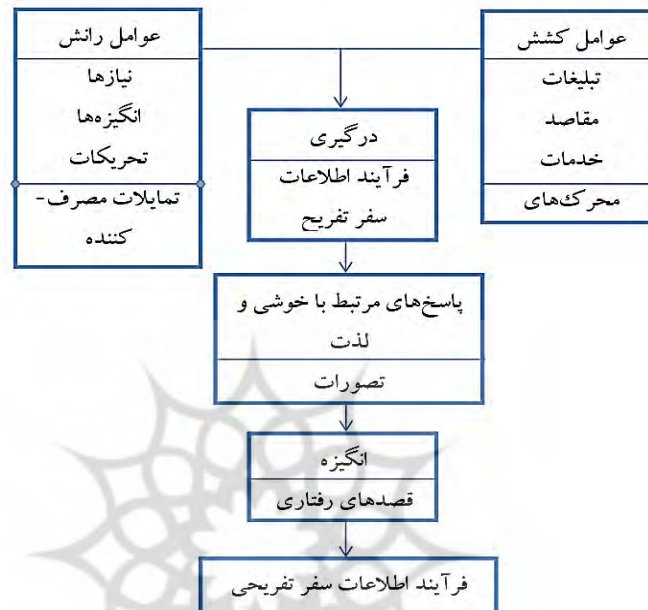 عوامل کشش
تبلیغات
مقاصد
خدمات
محرک‌های
عوامل رانش
نیازها
انگیزه‌ها
تحریکات
تمایلات مصرف-
کننده
درگیری
فرآیند اطلاعات
سفر تفریح
پاسخ‌های مرتبط با خوشی و
لذت
تصورات
انگیزه
قصدهای رفتاری
فرآیند اطلاعات سفر تفریحی